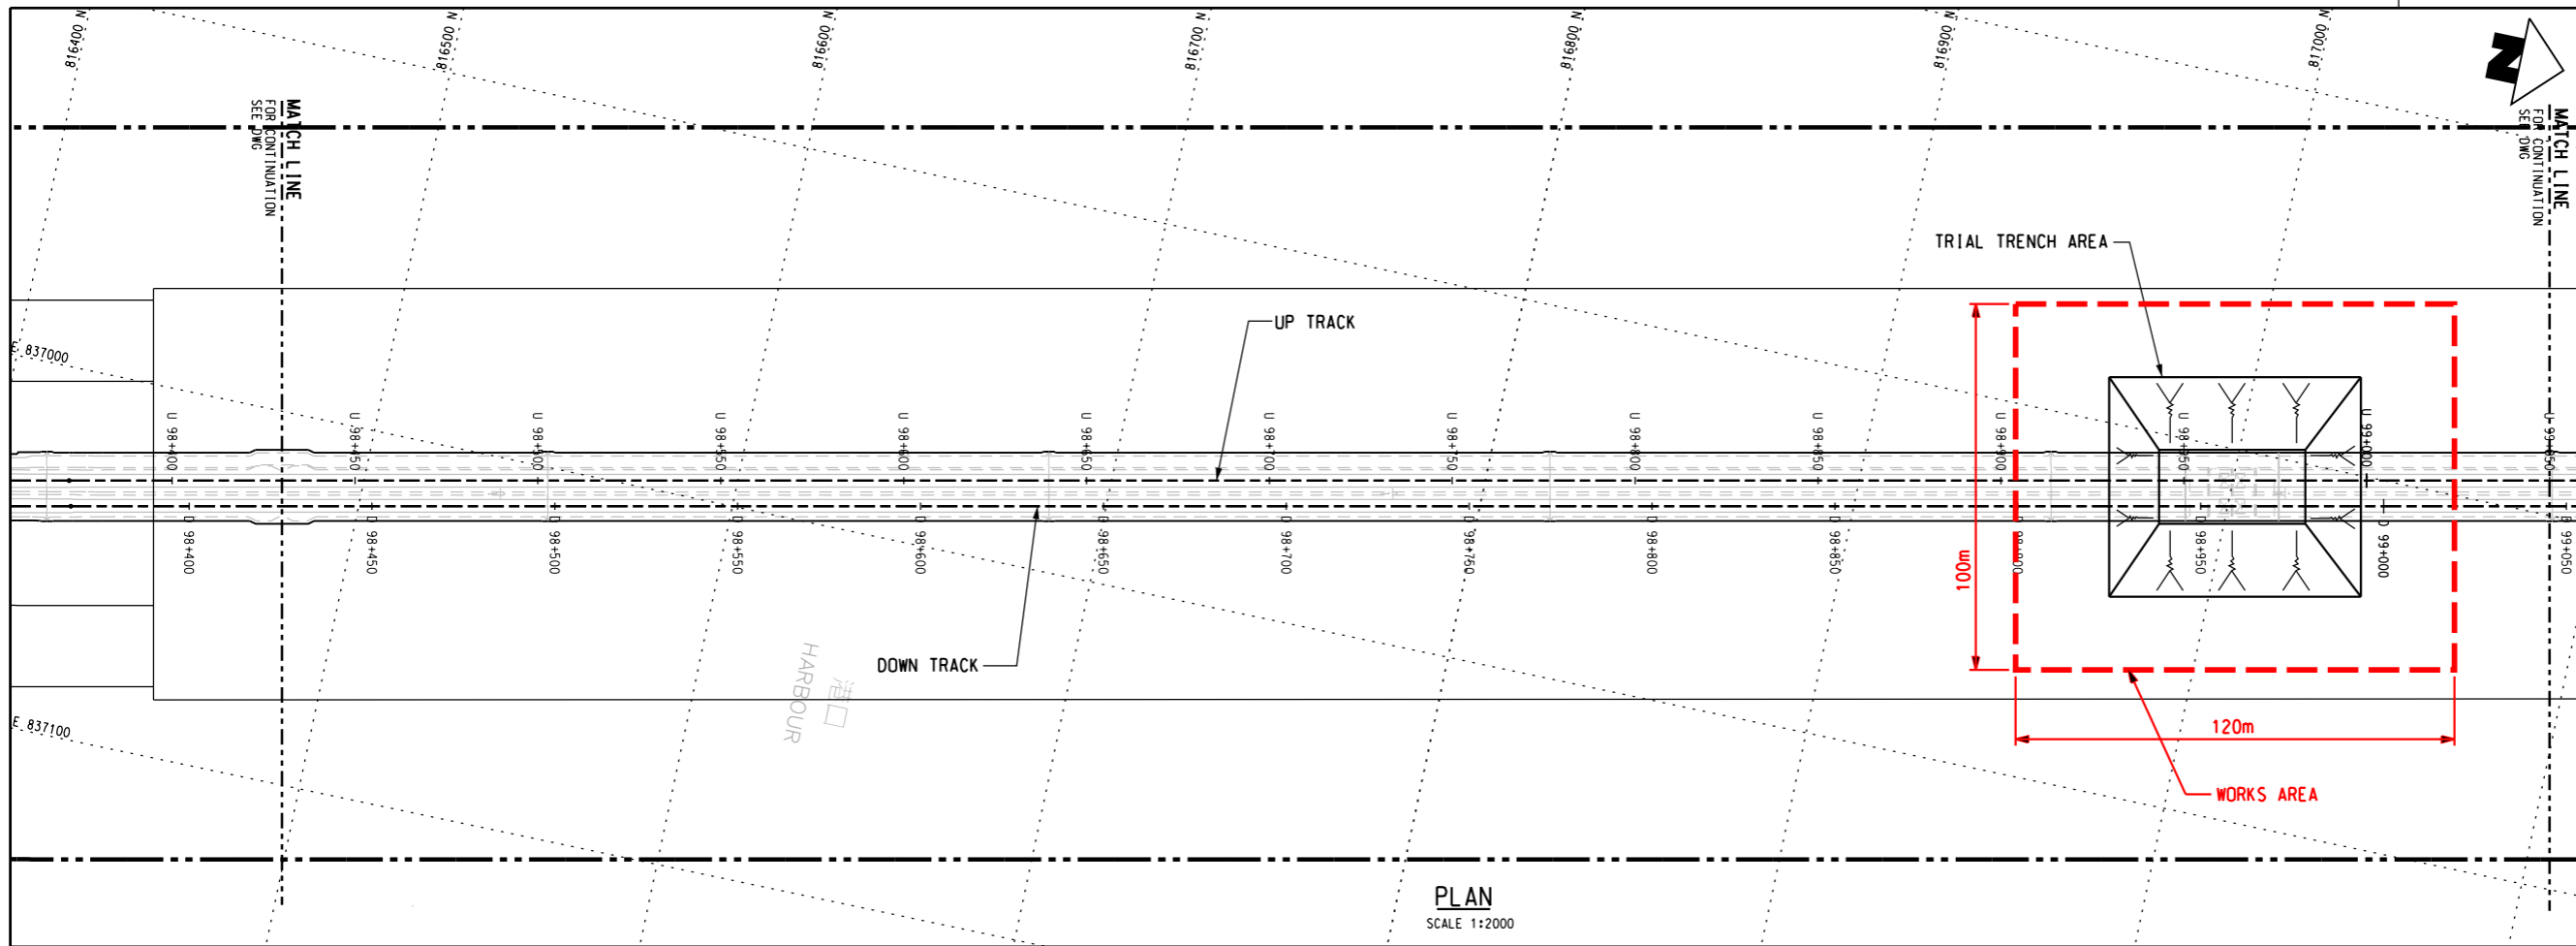 816400 N
816500 N
816600 N
816700 N
816800 N
816900 N
817000 N
N
MATCH LINE
FOR CONTINUATION
SEE DWG
MATCH LINE
FOR CONTINUATION
SEE DWG
TRIAL TRENCH AREA
UP TRACK
E 837000
U 98+400
U 98+450
U 98+500
U 98+550
U 98+600
U 98+650
U 98+700
U 98+750
U 98+800
U 98+850
U 98+900
U 98+950
U 99+000
U 99+050
D 98+400
D 98+450
D 98+500
D 98+550
D 98+600
D 98+650
D 98+700
D 98+750
D 98+800
D 98+850
D 98+900
D 98+950
D 99+000
D 99+050
100m
DOWN TRACK
港口
HARBOUR
E 837100
120m
WORKS AREA
PLAN
SCALE 1:2000